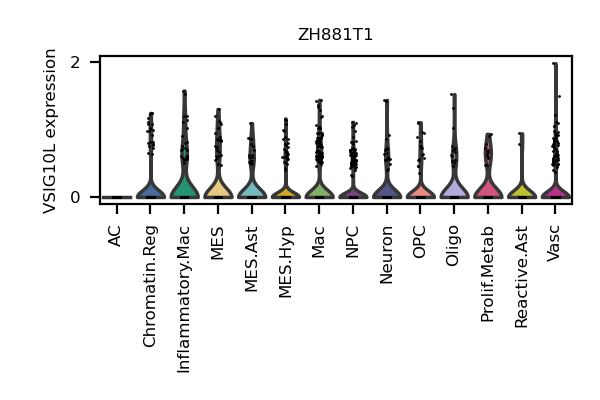 ZH881T1
VSIG10L expression
2
0
AC
Chromatin.Reg
Inflammatory.Mac
MES
MES.Ast
MES.Hyp
Mac
NPC
Neuron
OPC
Oligo
Prolif.Metab
Reactive.Ast
Vasc